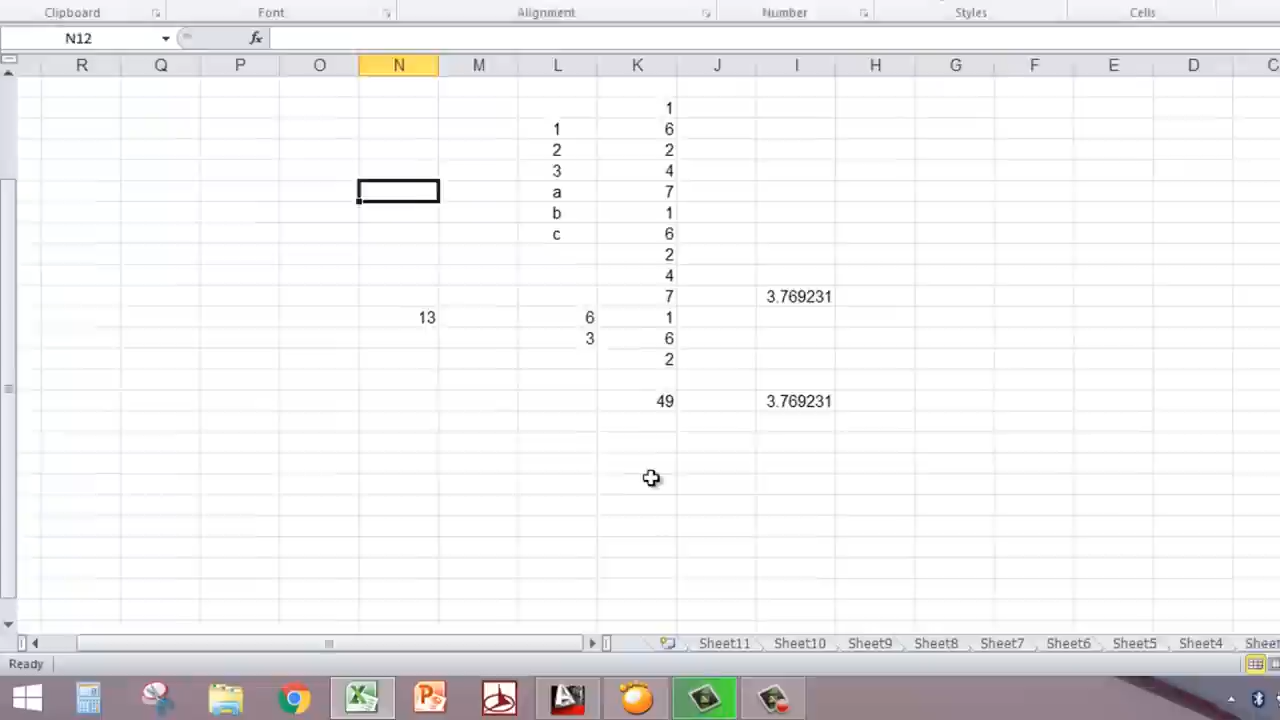 Clipboard Font Alignment Number Styles Cells
N12 fx
R Q P O N M L K J I H G F E D C
1
1 6
2 2
3 4
a 7
b 1
c 6
2
4
7 3.769231
13 6 1
3 6
2
49 3.769231
Sheet11 Sheet10 Sheet9 Sheet8 Sheet7 Sheet6 Sheet5 Sheet4
Ready